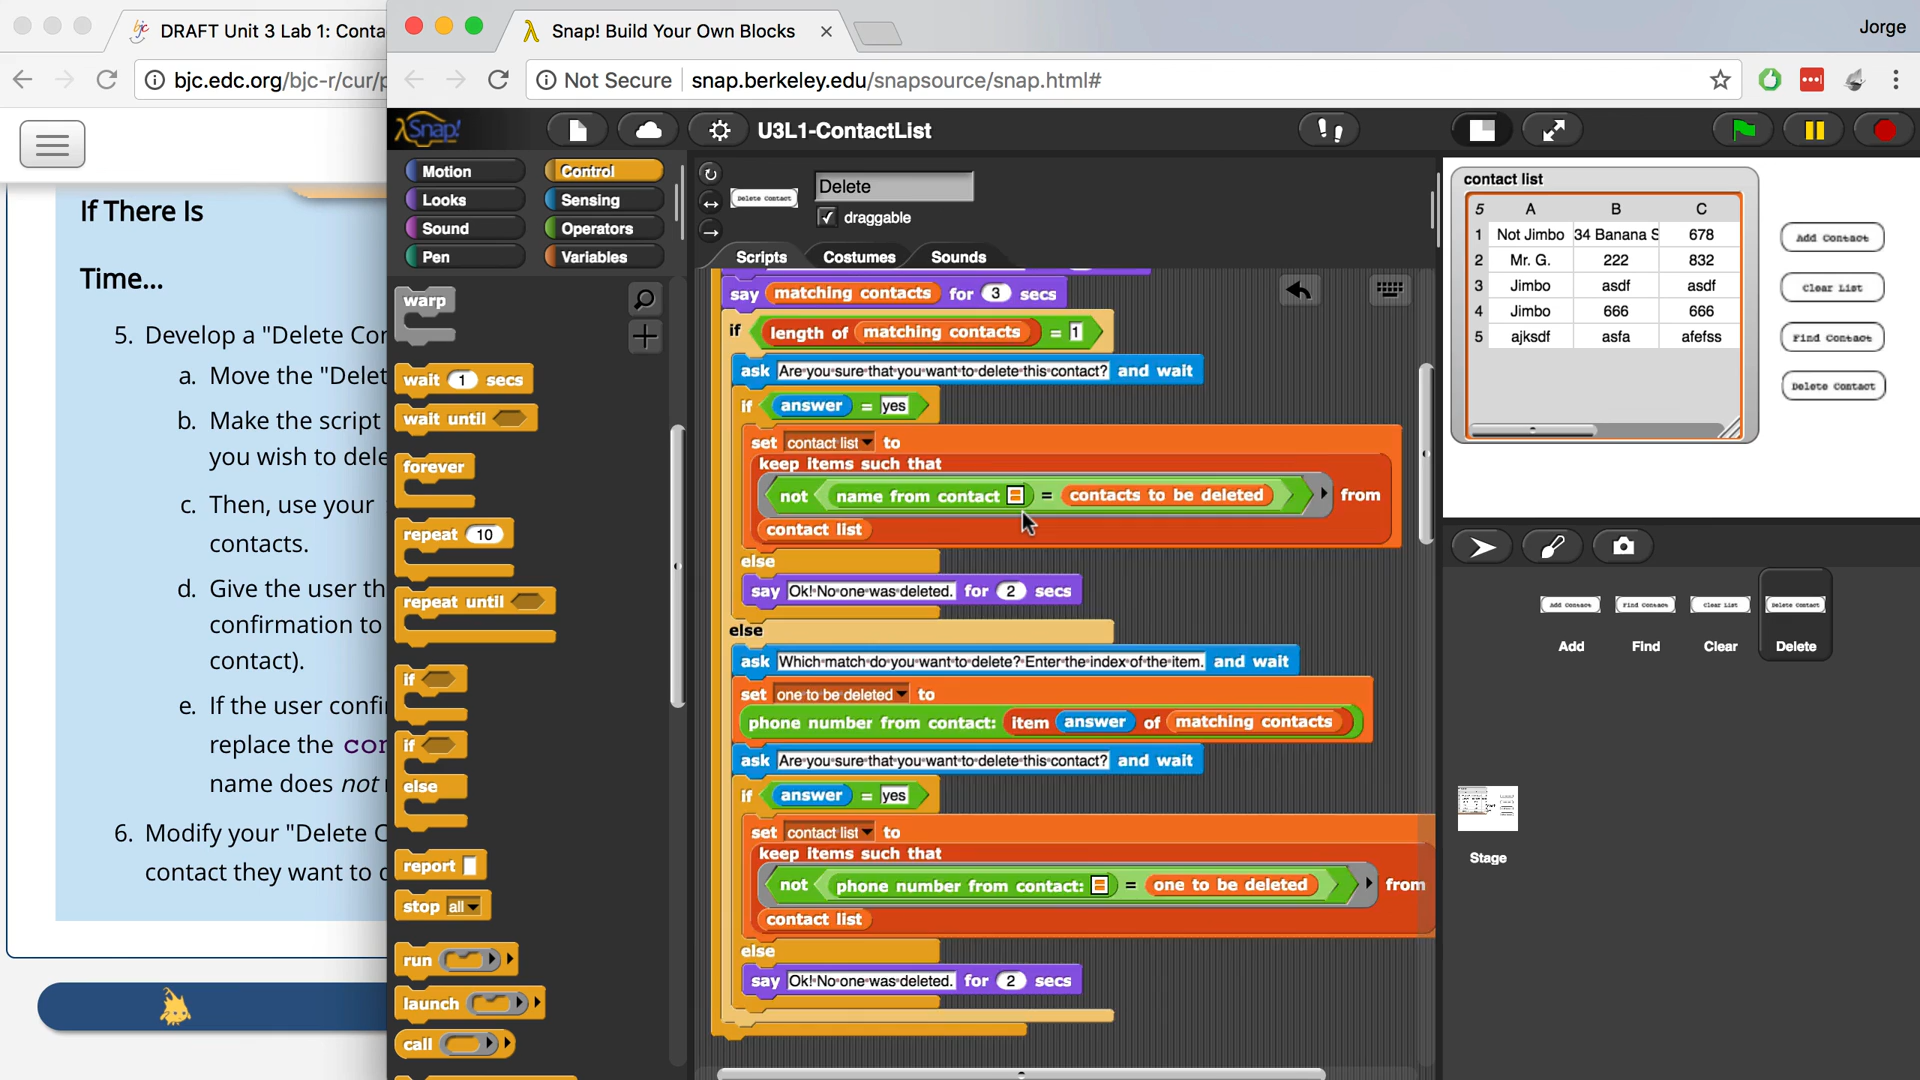 DRAFT Unit 3 Lab 1: Conta
Snap! Build Your Own Blocks
Jorge
bjc.edc.org/bjc-r/cur/p
Not Secure
snap.berkeley.edu/snapsource/snap.html#
If There Is
Time...
5. Develop a "Delete Cor
a. Move the "Delet
b. Make the script
you wish to dele
c. Then, use your
contacts.
d. Give the user th
confirmation to
contact).
e. If the user confi
replace the cor
name does not
6. Modify your "Delete C
contact they want to d
Snap!
U3L1-ContactList
Motion
Control
Looks
Sensing
Sound
Operators
Pen
Variables
warp
wait 1 secs
wait until
forever
repeat 10
repeat until
if
if
else
report
stop all
run
launch
call
Delete Contact
Delete
draggable
Scripts
Costumes
Sounds
say matching contacts for 3 secs
if length of matching contacts = 1
ask Are you sure that you want to delete this contact? and wait
if answer = yes
set contact list to
keep items such that
not name from contact = contacts to be deleted from
contact list
else
say Ok! No one was deleted. for 2 secs
else
ask Which match do you want to delete? Enter the index of the item. and wait
set one to be deleted to
phone number from contact: item answer of matching contacts
ask Are you sure that you want to delete this contact? and wait
if answer = yes
set contact list to
keep items such that
not phone number from contact: = one to be deleted from
contact list
else
say Ok! No one was deleted. for 2 secs
contact list
5 A B C
1 Not Jimbo 34 Banana S 678
2 Mr. G. 222 832
3 Jimbo asdf asdf
4 Jimbo 666 666
5 ajksdf asfa afefss
Add Contact
Clear List
Find Contact
Delete Contact
Add Contact
Find Contact
Clear List
Delete Contact
Add
Find
Clear
Delete
Stage